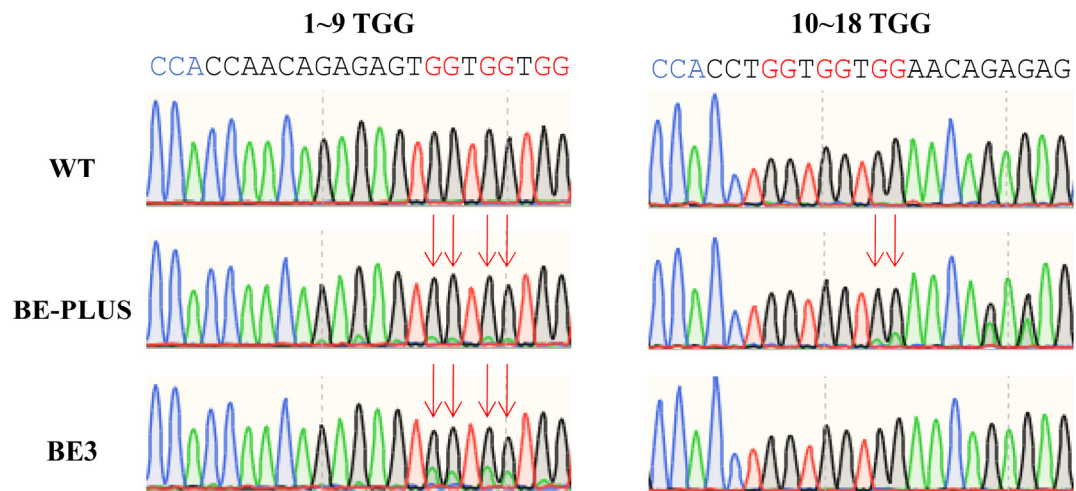 1~9 TGG
10~18 TGG
CCACCAACAGAGAGTGGTGGTGG
CCACCTGGTGGTGGAACAGAGAG
WT
BE-PLUS
BE3